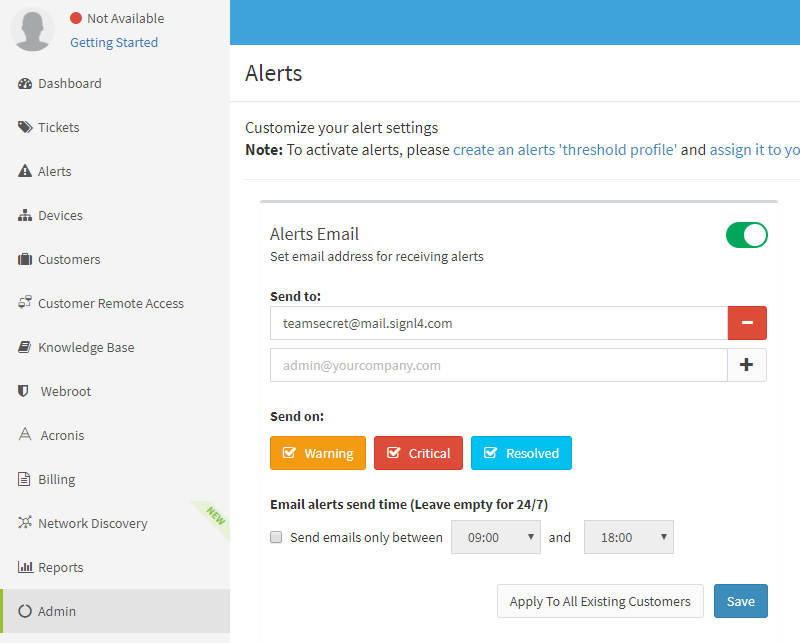 Not Available
Getting Started
Dashboard
Tickets
Alerts
Devices
Customers
Customer Remote Access
Knowledge Base
Webroot
Acronis
Billing
Network Discovery
NEW
Reports
Admin
Alerts
Customize your alert settings
Note: To activate alerts, please create an alerts 'threshold profile' and assign it to yo
Alerts Email
Set email address for receiving alerts
Send to:
teamsecret@mail.signl4.com
admin@yourcompany.com
Send on:
Warning Critical Resolved
Email alerts send time (Leave empty for 24/7)
Send emails only between 09:00 and 18:00
Apply To All Existing Customers Save